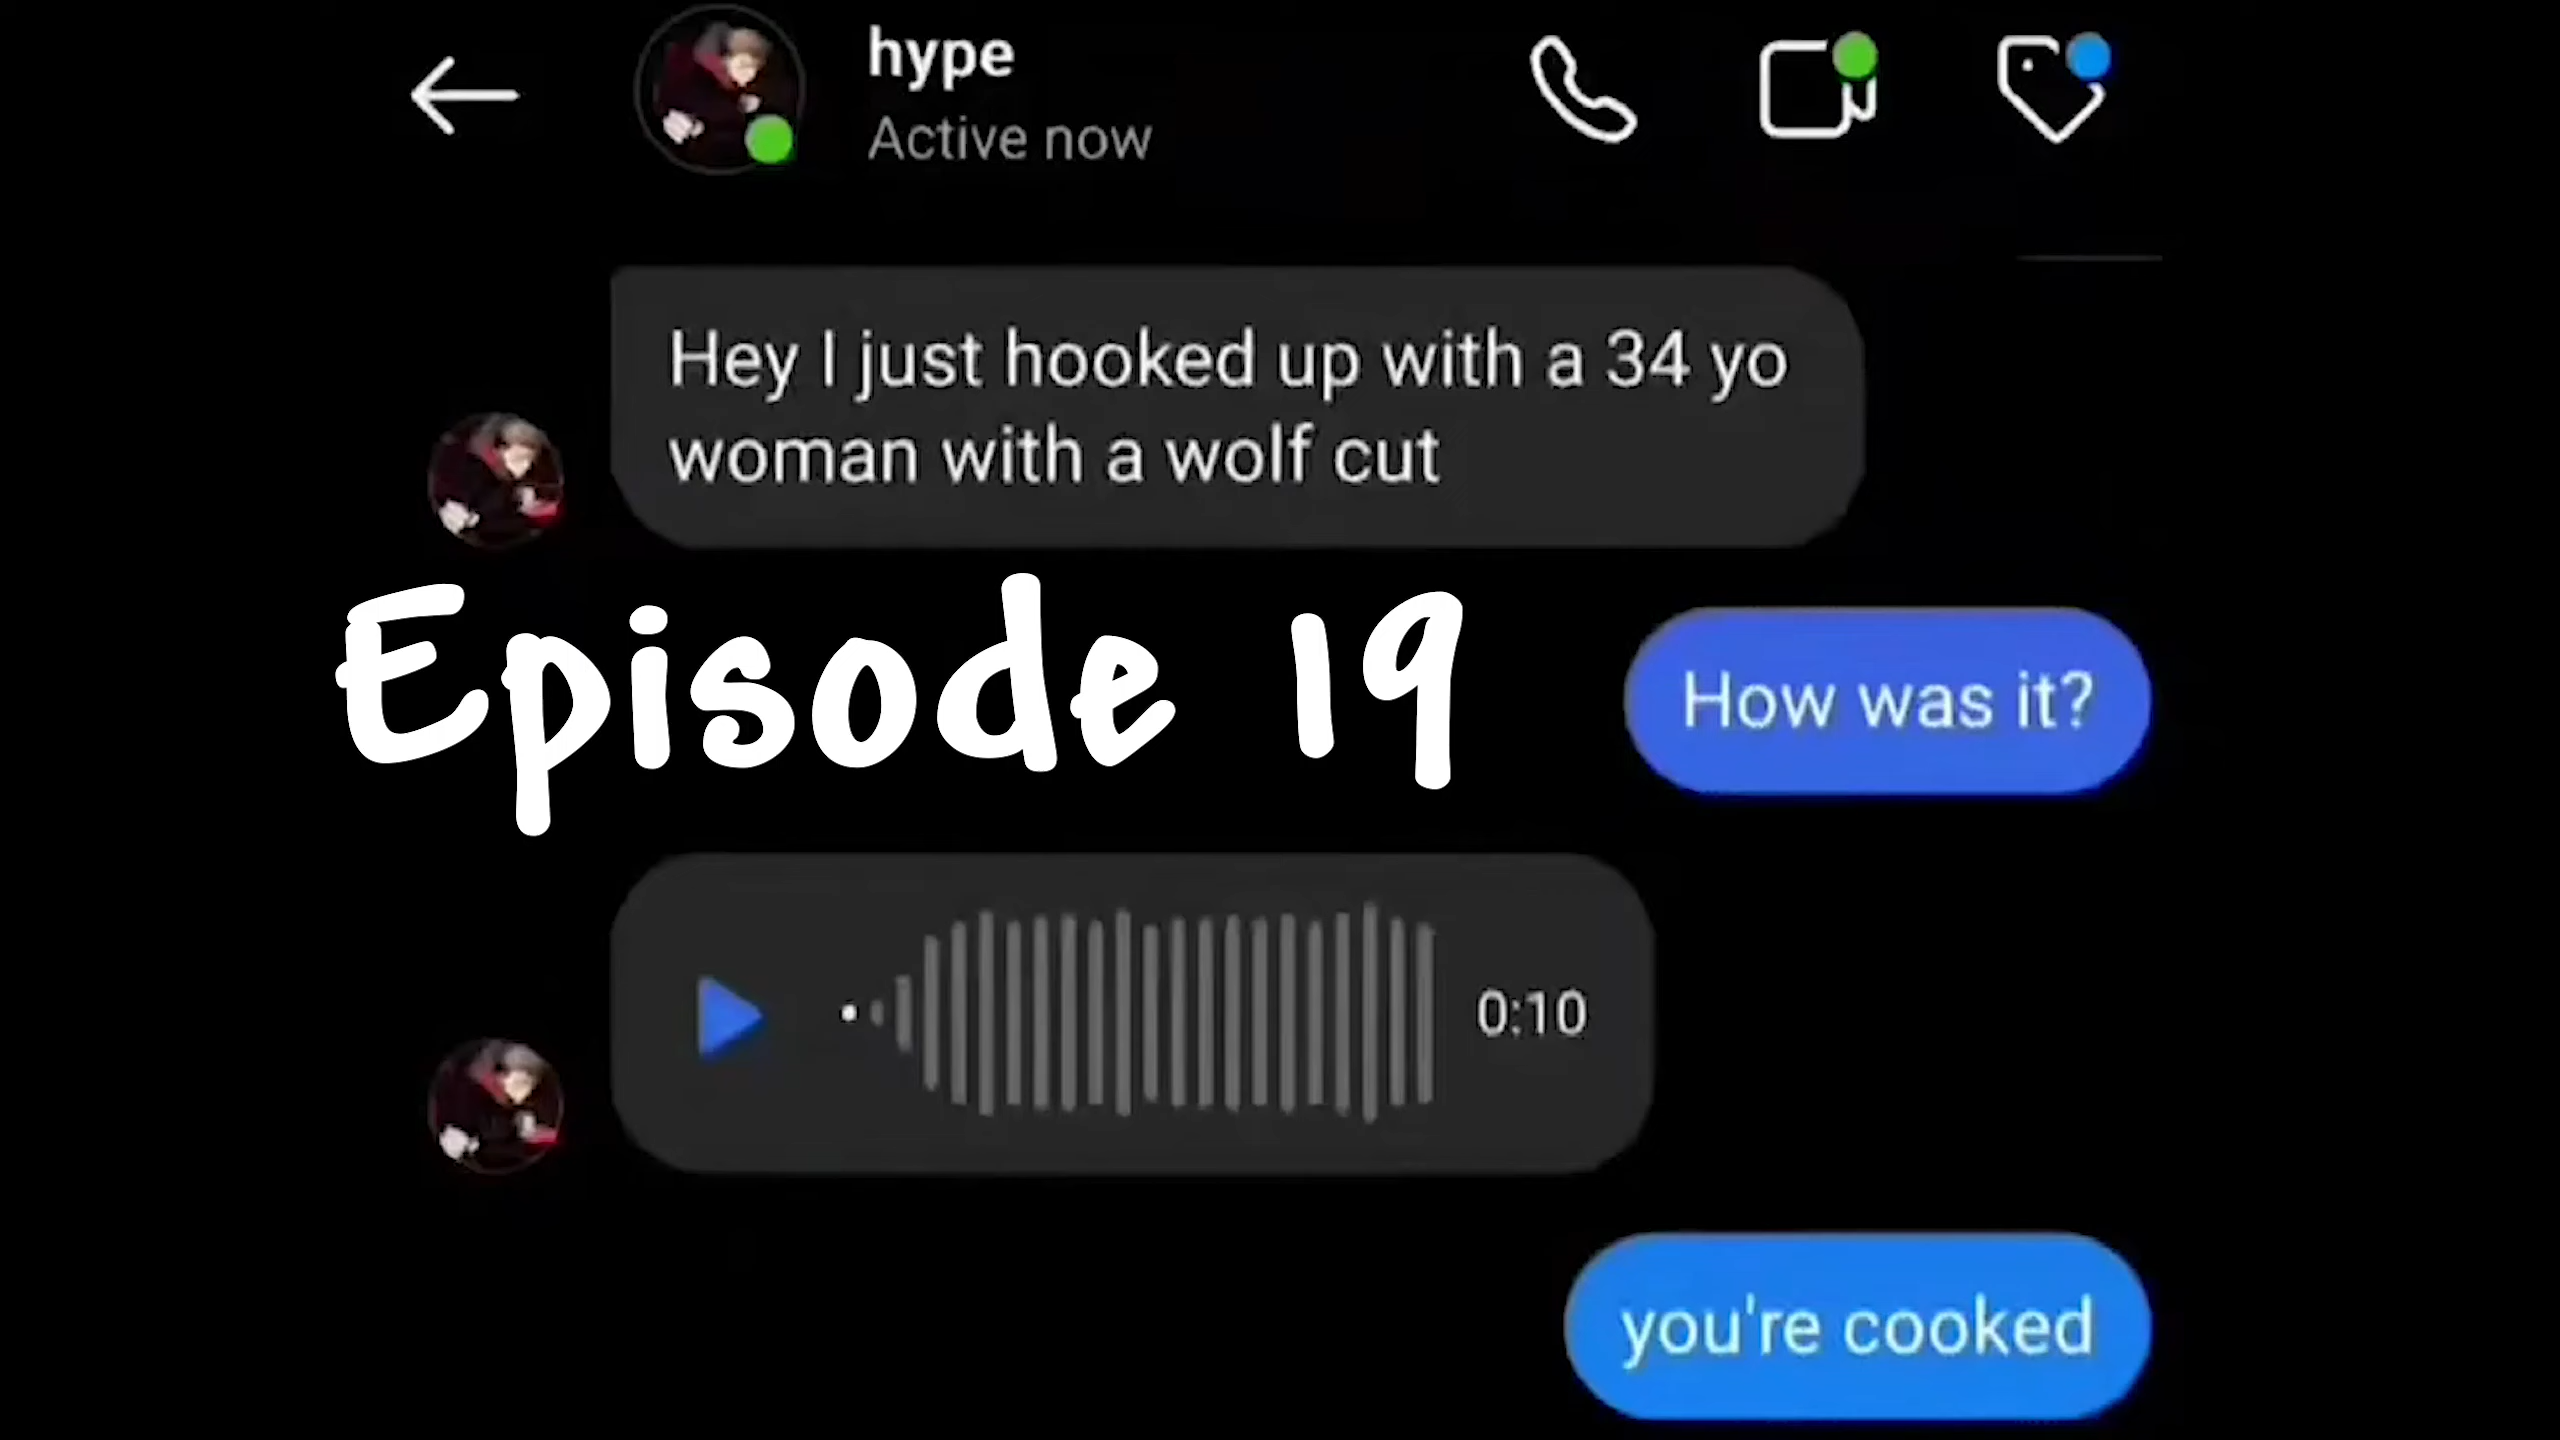 hype
Active now
Hey I just hooked up with a 34 yo
woman with a wolf cut
Episode 19
How was it?
0:10
you're cooked